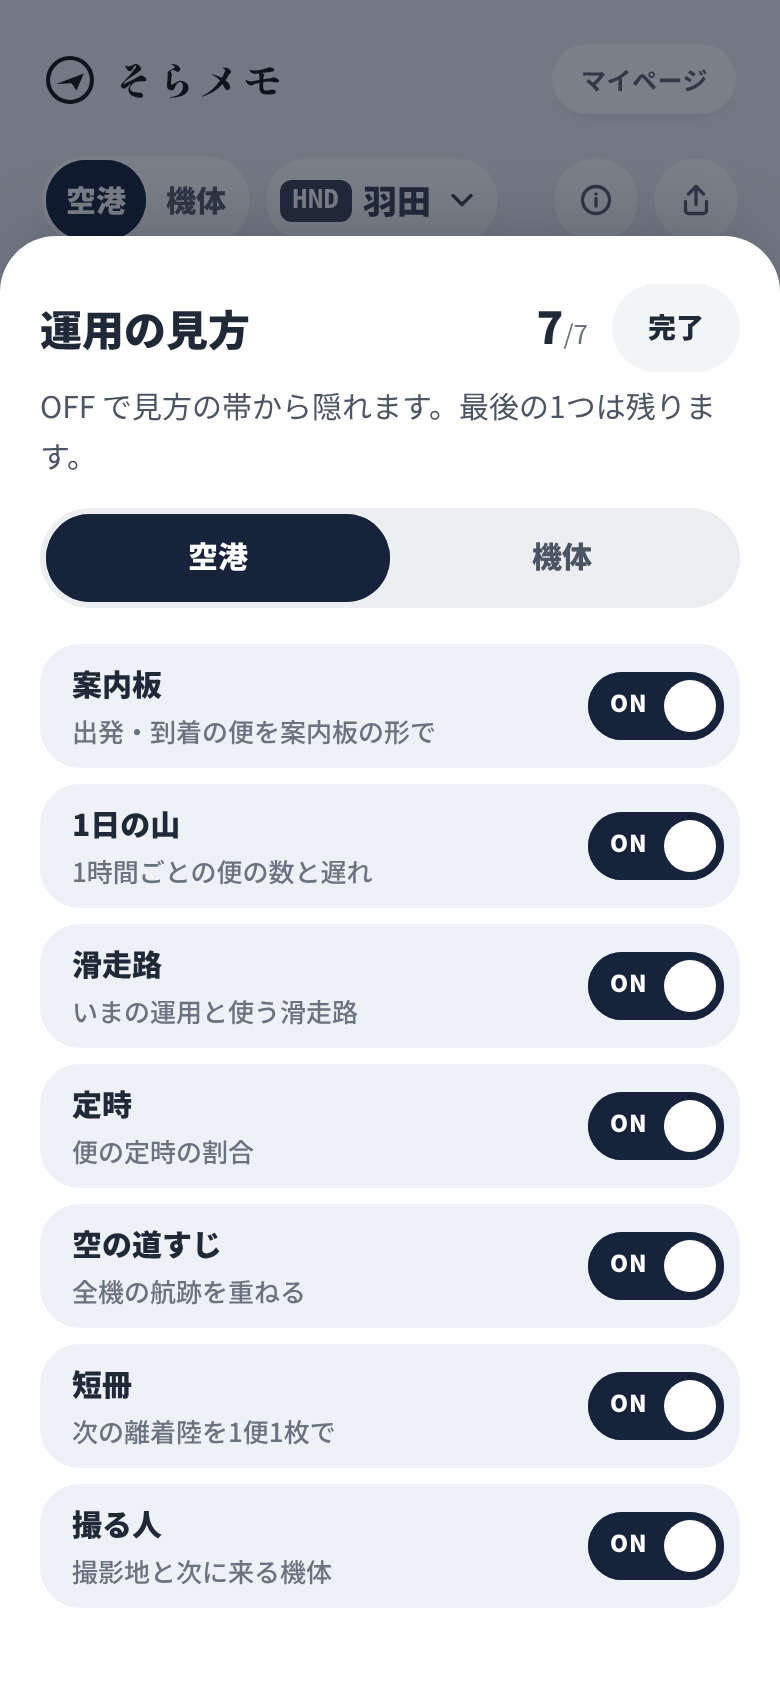 そらメモ
マイページ
空港 機体 HND 羽田
運用の見方 7/7 完了
OFF で見方の帯から隠れます。最後の1つは残りま
す。
空港 機体
案内板
出発・到着の便を案内板の形で
ON
1日の山
1時間ごとの便の数と遅れ
ON
滑走路
いまの運用と使う滑走路
ON
定時
便の定時の割合
ON
空の道すじ
全機の航跡を重ねる
ON
短冊
次の離着陸を1便1枚で
ON
撮る人
撮影地と次に来る機体
ON